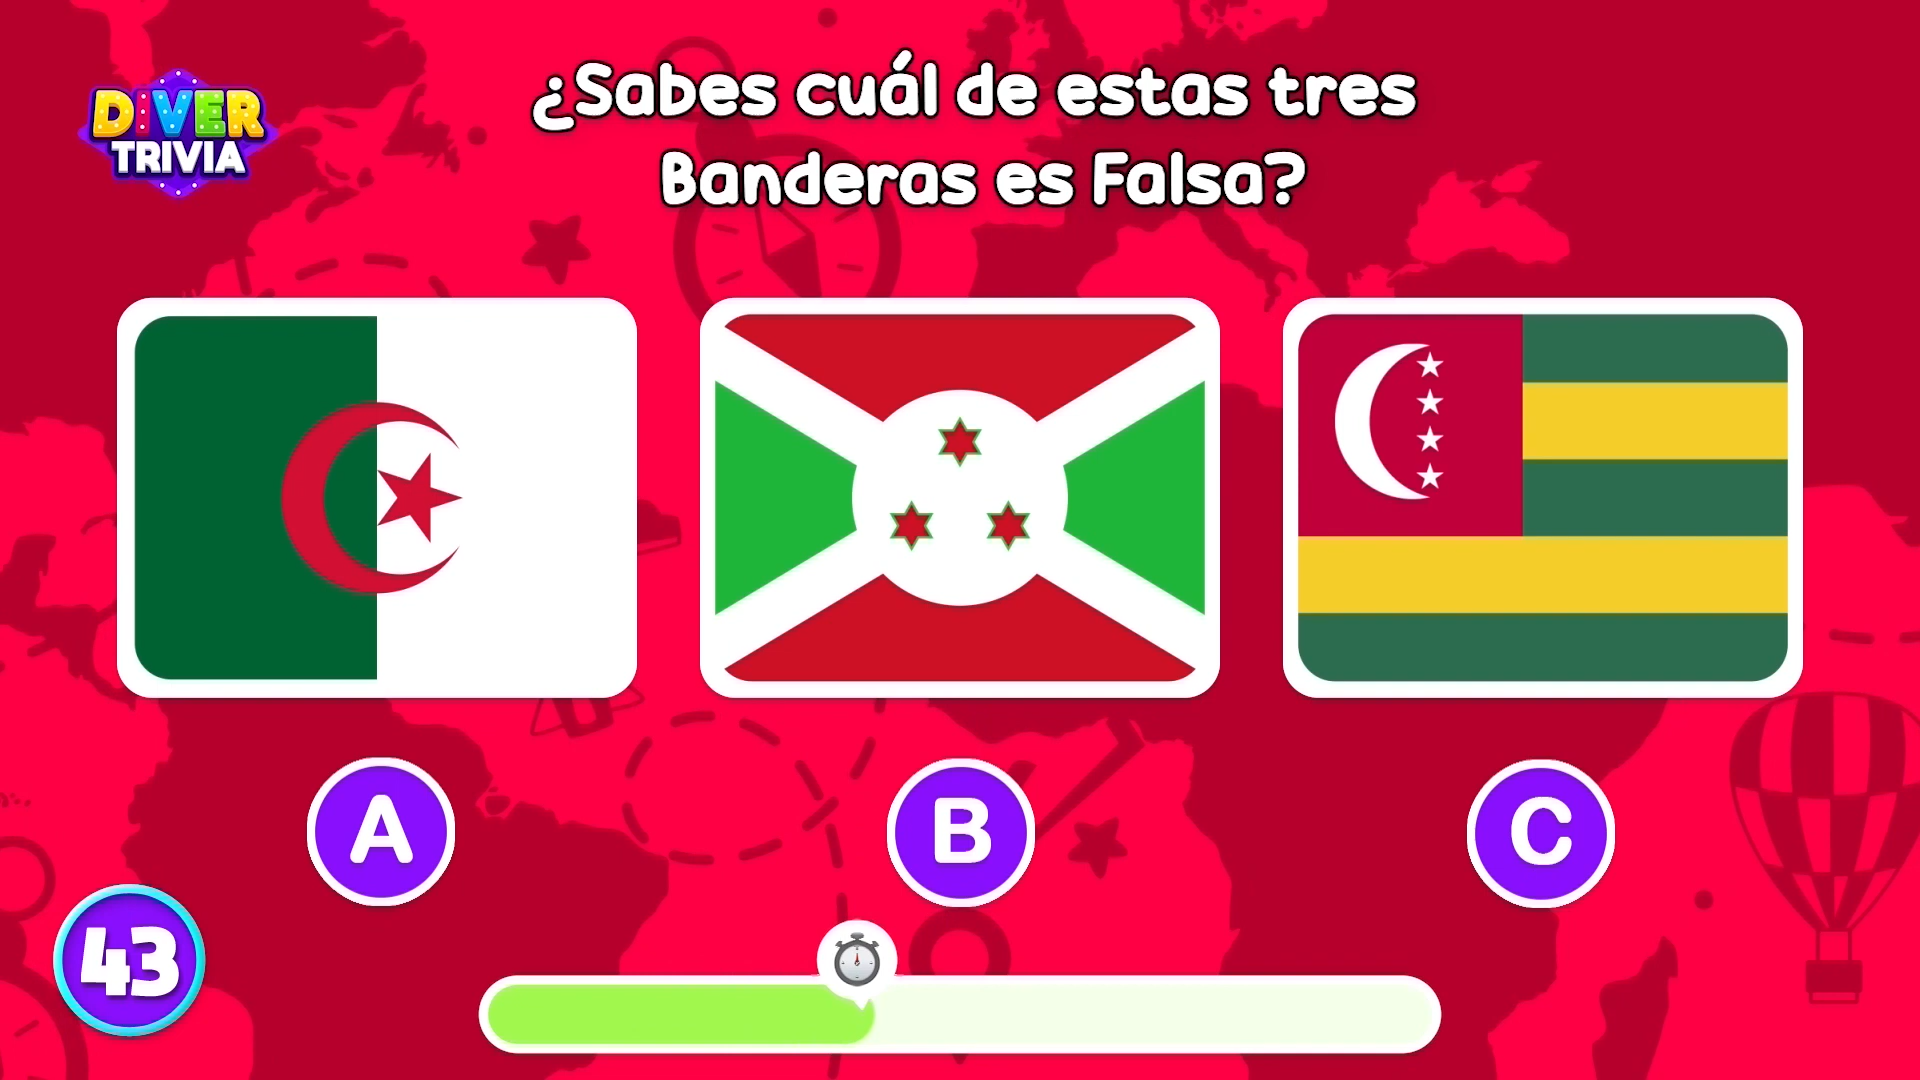 DIVER
TRIVIA
¿Sabes cuál de estas tres
Banderas es Falsa?
A
B
C
43